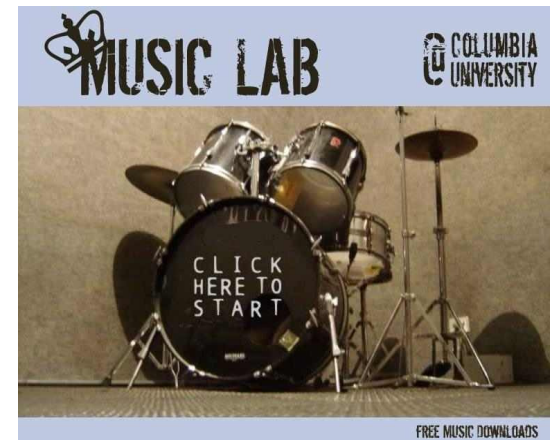 MUSIC LAB
@ COLUMBIA
UNIVERSITY
CLICK
HERE TO
START
FREE MUSIC DOWNLOADS